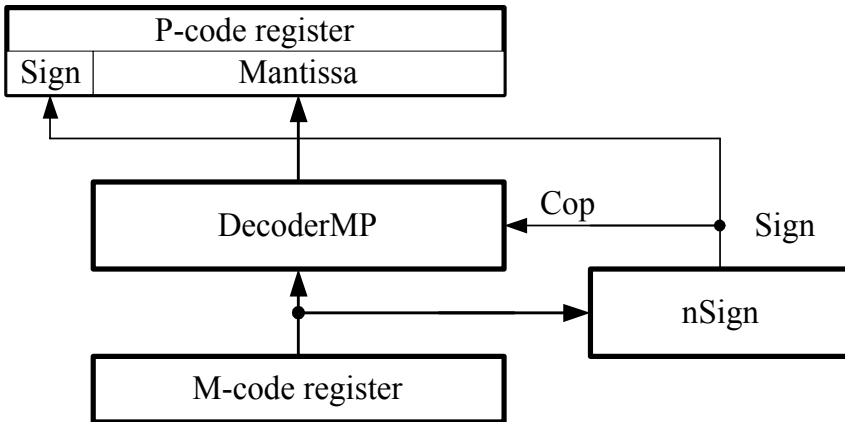 P-code register
Sign Mantissa
DecoderMP
Cop
Sign
nSign
M-code register